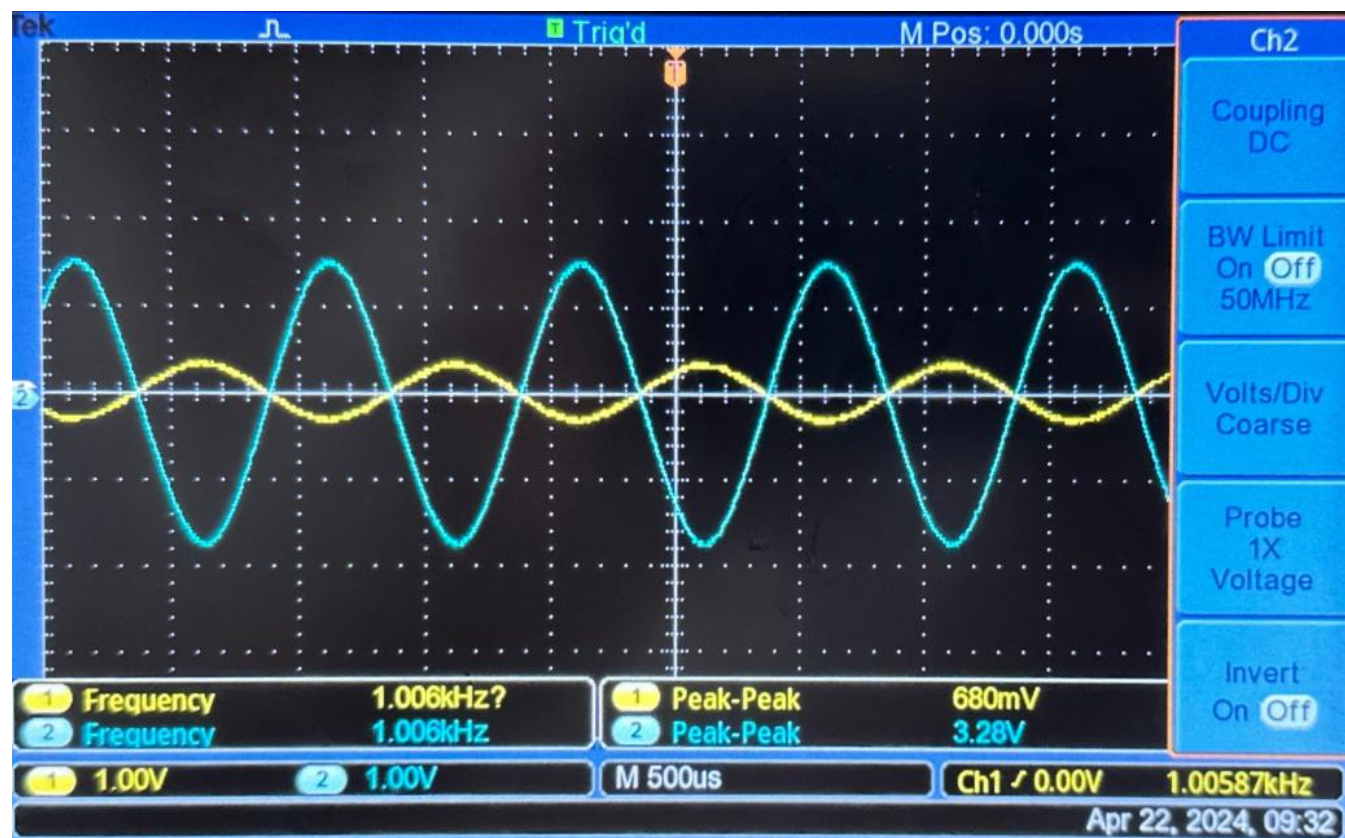 Tek T Trig'd M Pos: 0.000s
T
2
Ch2
Coupling
DC
BW Limit
On Off
50MHz
Volts/Div
Coarse
Probe
1X
Voltage
Invert
On Off
1 Frequency 1.006kHz?
2 Frequency 1.006kHz
1 Peak-Peak 680mV
2 Peak-Peak 3.28V
1 1.00V 2 1.00V M 500us Ch1 0.00V 1.00587kHz
Apr 22, 2024, 09:32